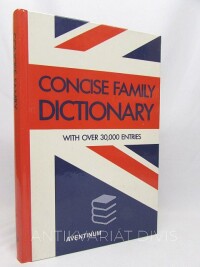 CONCISE FAMILY
DICTIONARY
WITH OVER 30,000 ENTRIES
AVENTINUM